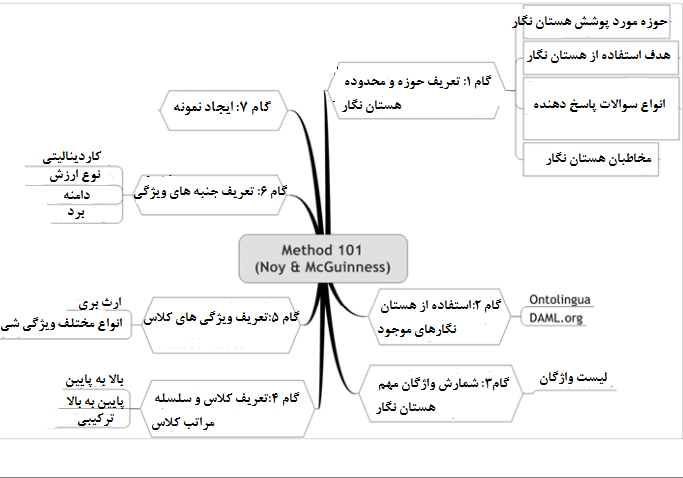 Method 101
(Noy & McGuinness)
گام ۱: تعریف حوزه و محدوده
هستان نگار
حوزه مورد پوشش هستان نگار
هدف استفاده از هستان نگار
انواع سوالات پاسخ دهنده
مخاطبان هستان نگار
گام ۲:استفاده از هستان
نگارهای موجود
Ontolingua
DAML.org
گام۳: شمارش واژگان مهم
هستان نگار
لیست واژگان
گام ۴:تعریف کلاس و سلسله
مراتب کلاس
بالا به پایین
پایین به بالا
ترکیبی
گام ۵:تعریف ویژگی های کلاس
ارث بری
انواع مختلف ویژگی شی
گام ۶: تعریف جنبه های ویژگی
کاردینالیتی
نوع ارزش
دامنه
برد
گام ۷: ایجاد نمونه